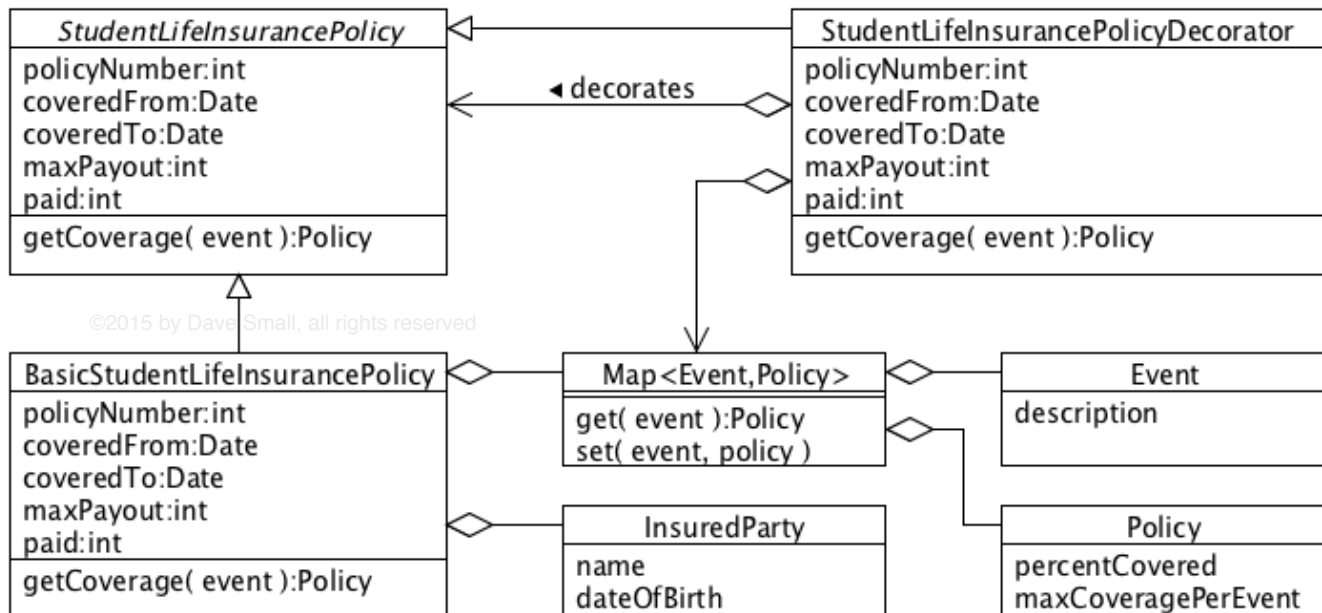 StudentLifeInsurancePolicy
policyNumber:int
coveredFrom:Date
coveredTo:Date
maxPayout:int
paid:int
getCoverage( event ):Policy
◂ decorates
StudentLifeInsurancePolicyDecorator
policyNumber:int
coveredFrom:Date
coveredTo:Date
maxPayout:int
paid:int
getCoverage( event ):Policy
©2015 by Dave Small, all rights reserved
BasicStudentLifeInsurancePolicy
policyNumber:int
coveredFrom:Date
coveredTo:Date
maxPayout:int
paid:int
getCoverage( event ):Policy
Map<Event,Policy>
get( event ):Policy
set( event, policy )
Event
description
InsuredParty
name
dateOfBirth
Policy
percentCovered
maxCoveragePerEvent